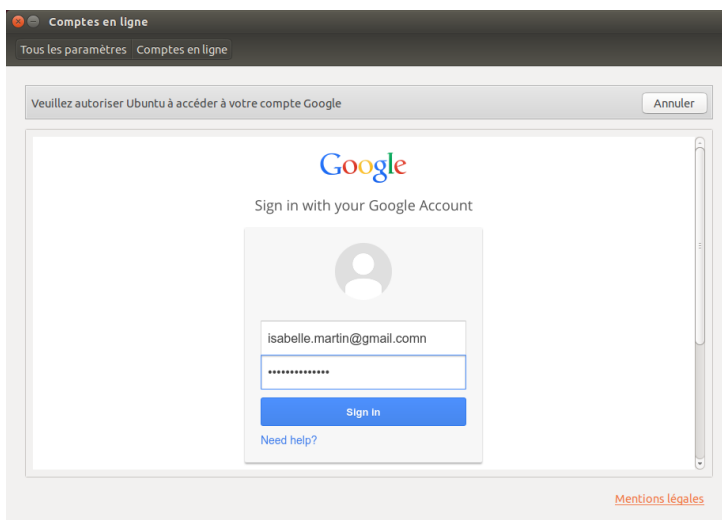 Comptes en ligne
Tous les paramètres Comptes en ligne
Veuillez autoriser Ubuntu à accéder à votre compte Google
Annuler
Google
Sign in with your Google Account
isabelle.martin@gmail.comn
••••••••••••••
Sign in
Need help?
Mentions légales